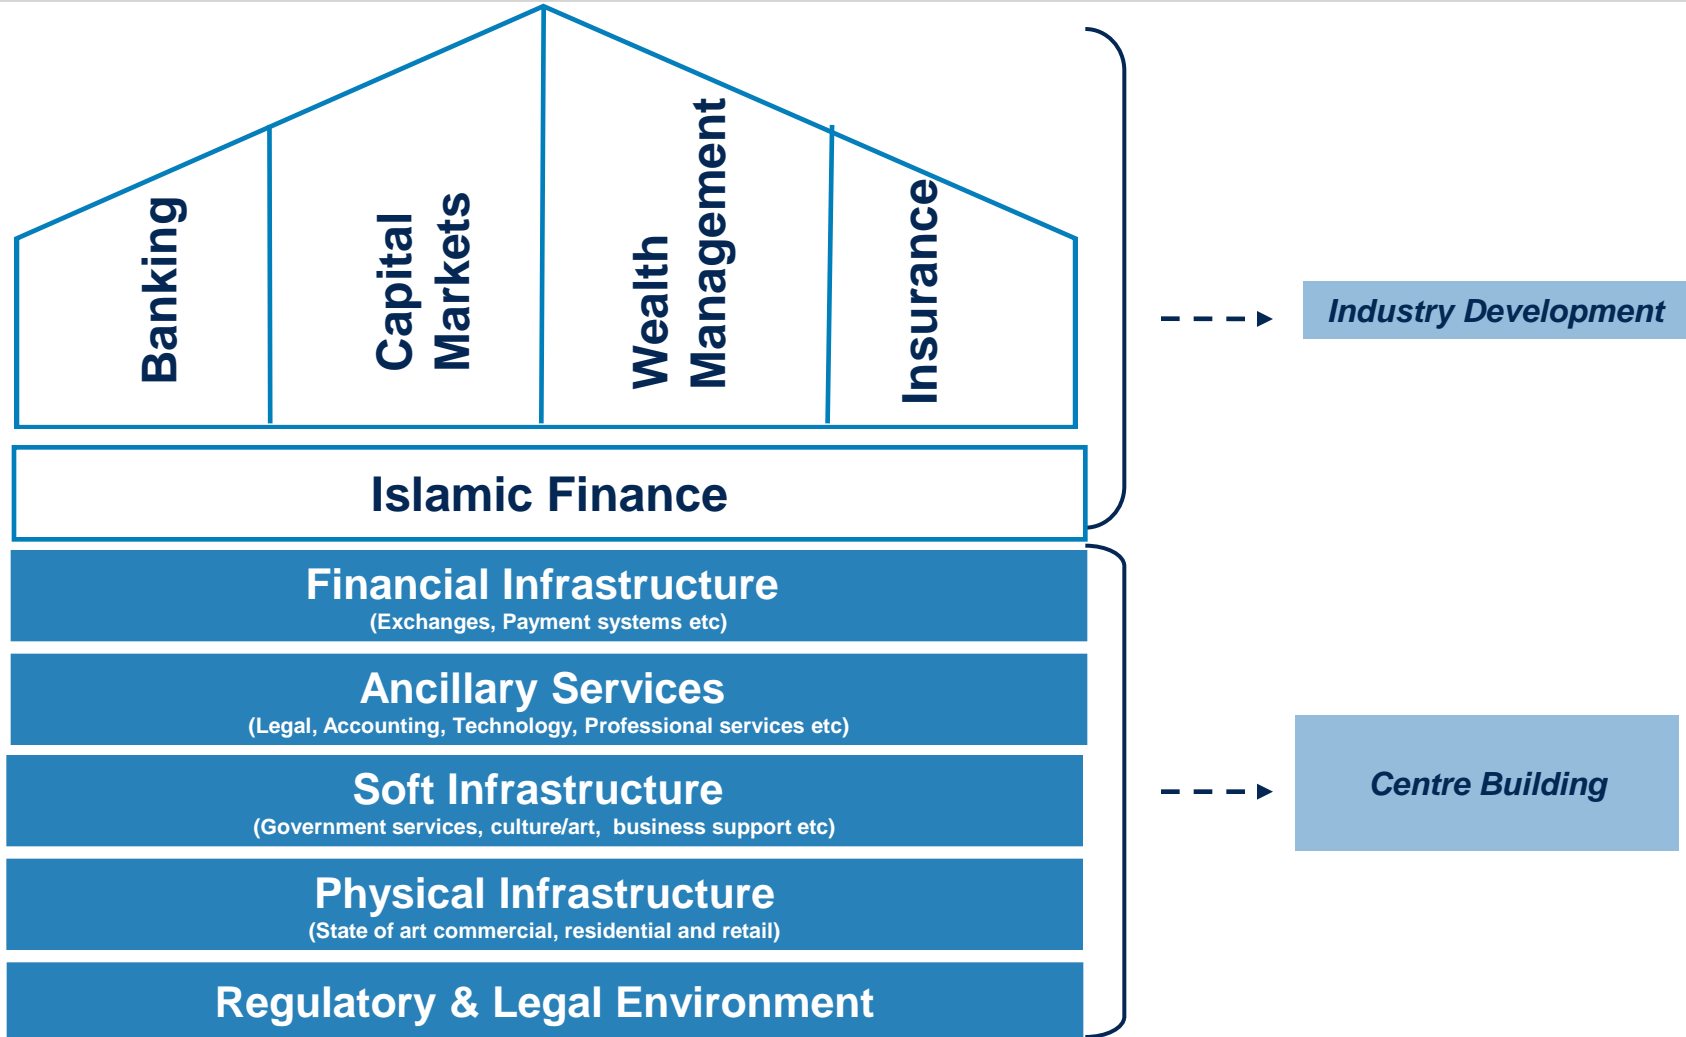 Banking
Capital
Markets
Wealth
Management
Insurance
Industry Development
Islamic Finance
Financial Infrastructure
(Exchanges, Payment systems etc)
Ancillary Services
(Legal, Accounting, Technology, Professional services etc)
Soft Infrastructure
(Government services, culture/art,  business support etc)
Centre Building
Physical Infrastructure
(State of art commercial, residential and retail)
Regulatory & Legal Environment